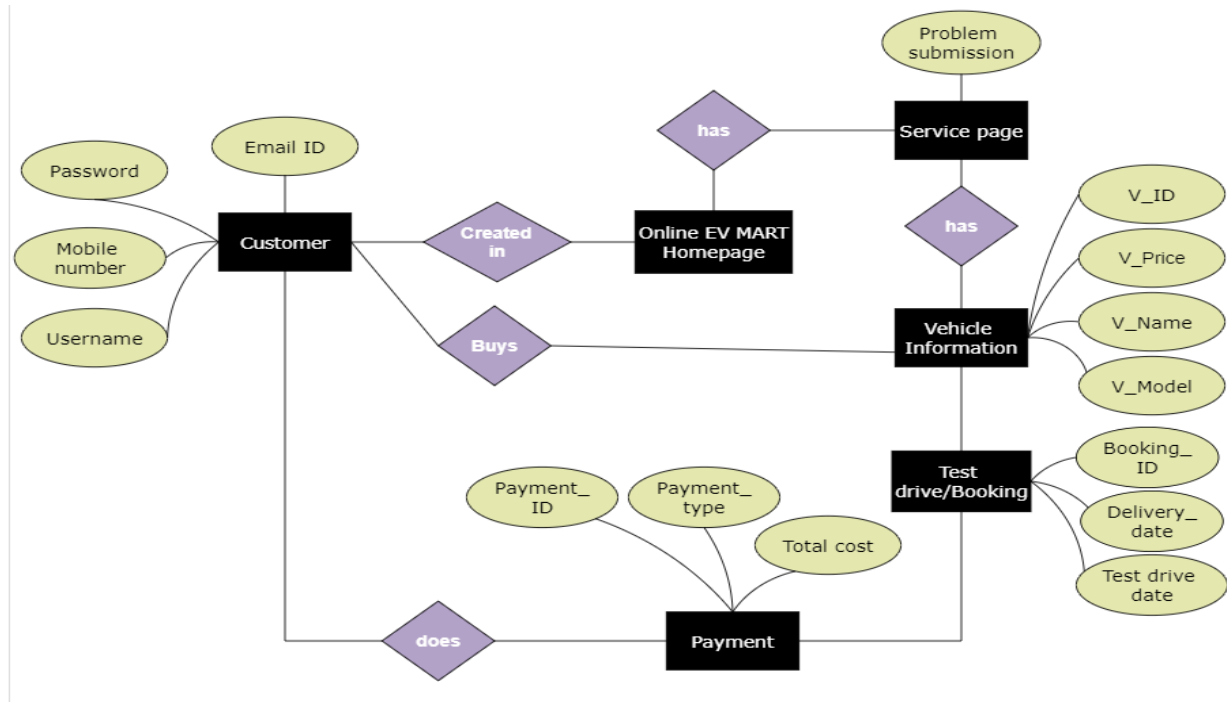 Problem
submission
has
Service page
Email ID
Password
V_ID
Customer
Created
in
Online EV MART
Homepage
has
Mobile
number
V_Price
Username
Buys
Vehicle
Information
V_Name
V_Model
Payment_
ID
Payment_
type
Total cost
Test
drive/Booking
Booking_
ID
Delivery_
date
Test drive
date
does
Payment